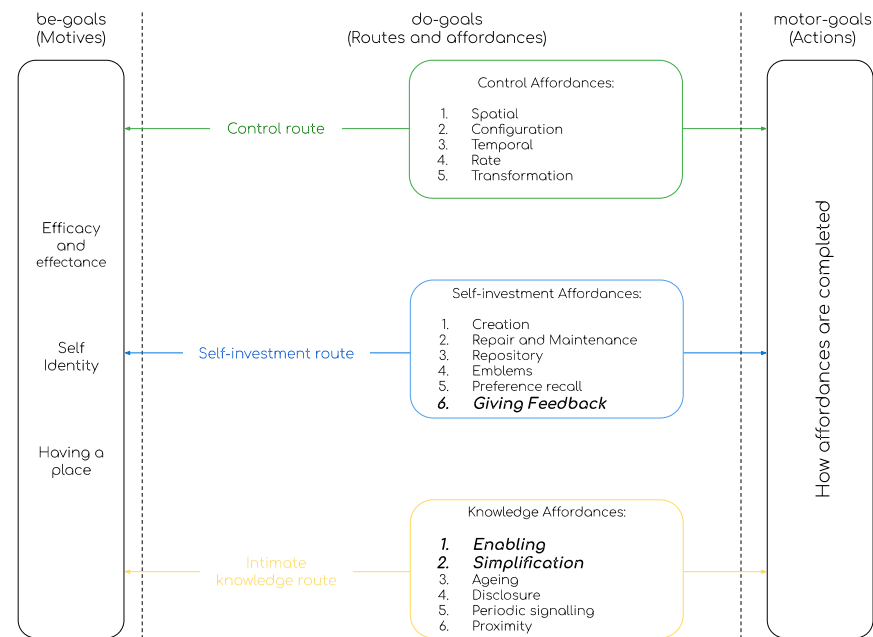 be-goals
(Motives)
do-goals
(Routes and affordances)
motor-goals
(Actions)
Efficacy
and
effectance
Self
Identity
Having a
place
Control route
Control Affordances:
1. Spatial
2. Configuration
3. Temporal
4. Rate
5. Transformation
Self-investment route
Self-investment Affordances:
1. Creation
2. Repair and Maintenance
3. Repository
4. Emblems
5. Preference recall
6. Giving Feedback
Intimate
knowledge route
Knowledge Affordances:
1. Enabling
2. Simplification
3. Ageing
4. Disclosure
5. Periodic signalling
6. Proximity
How affordances are completed